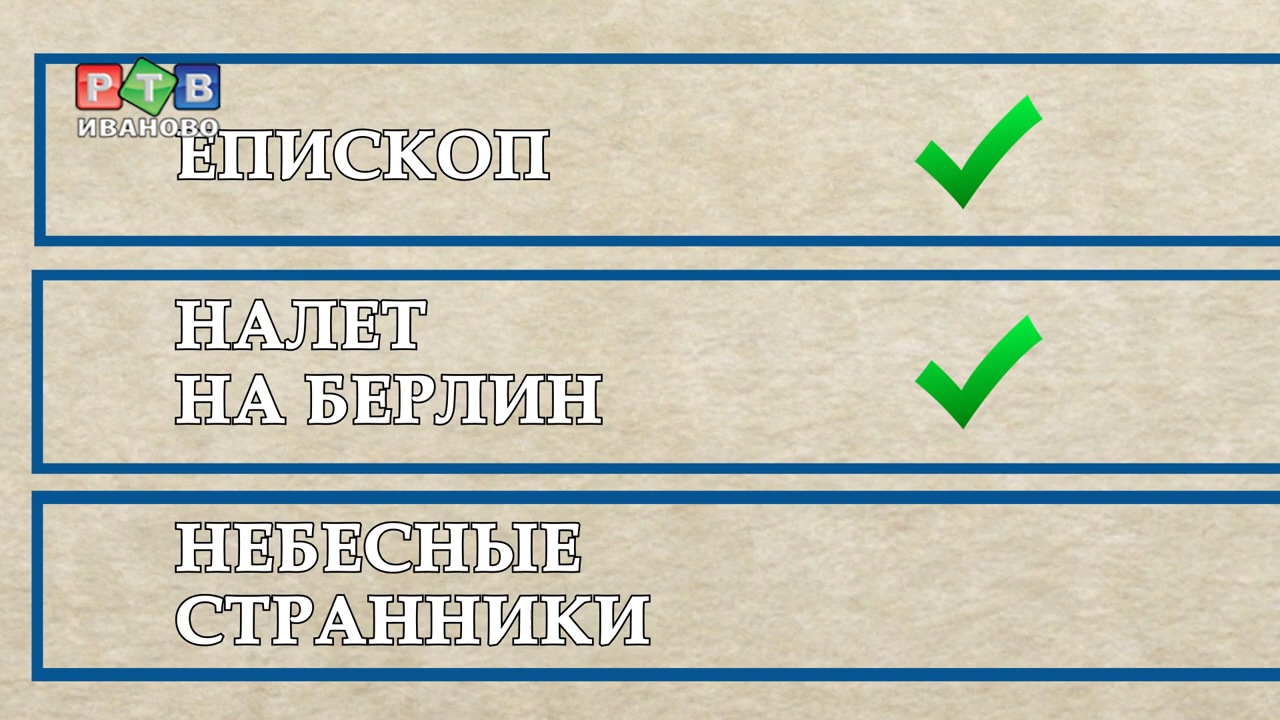 РТВ
ИВАНОВО
ЕПИСКОП
НАЛЕТ
НА БЕРЛИН
НЕБЕСНЫЕ
СТРАННИКИ